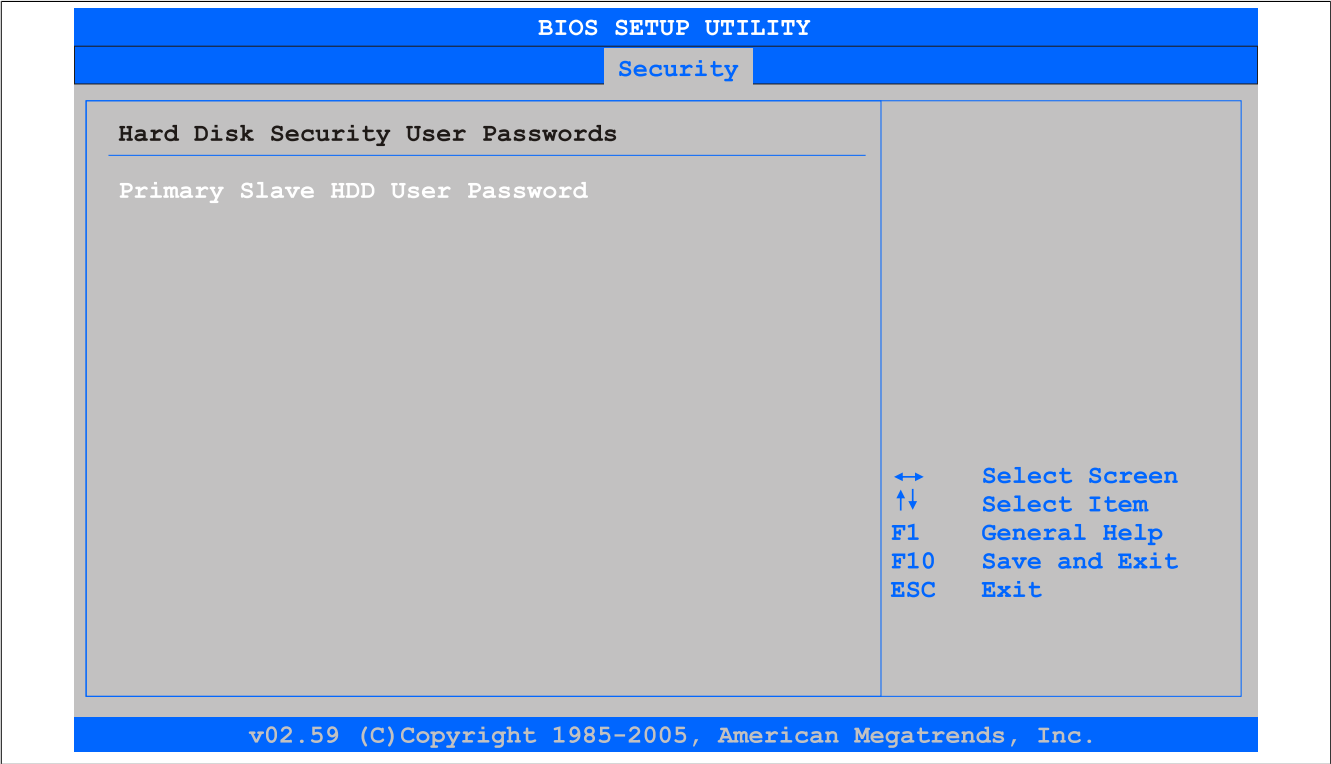 BIOS SETUP UTILITY
Security
Hard Disk Security User Passwords
Primary Slave HDD User Password
↔ Select Screen
↑↓ Select Item
F1 General Help
F10 Save and Exit
ESC Exit
v02.59 (C)Copyright 1985-2005, American Megatrends, Inc.